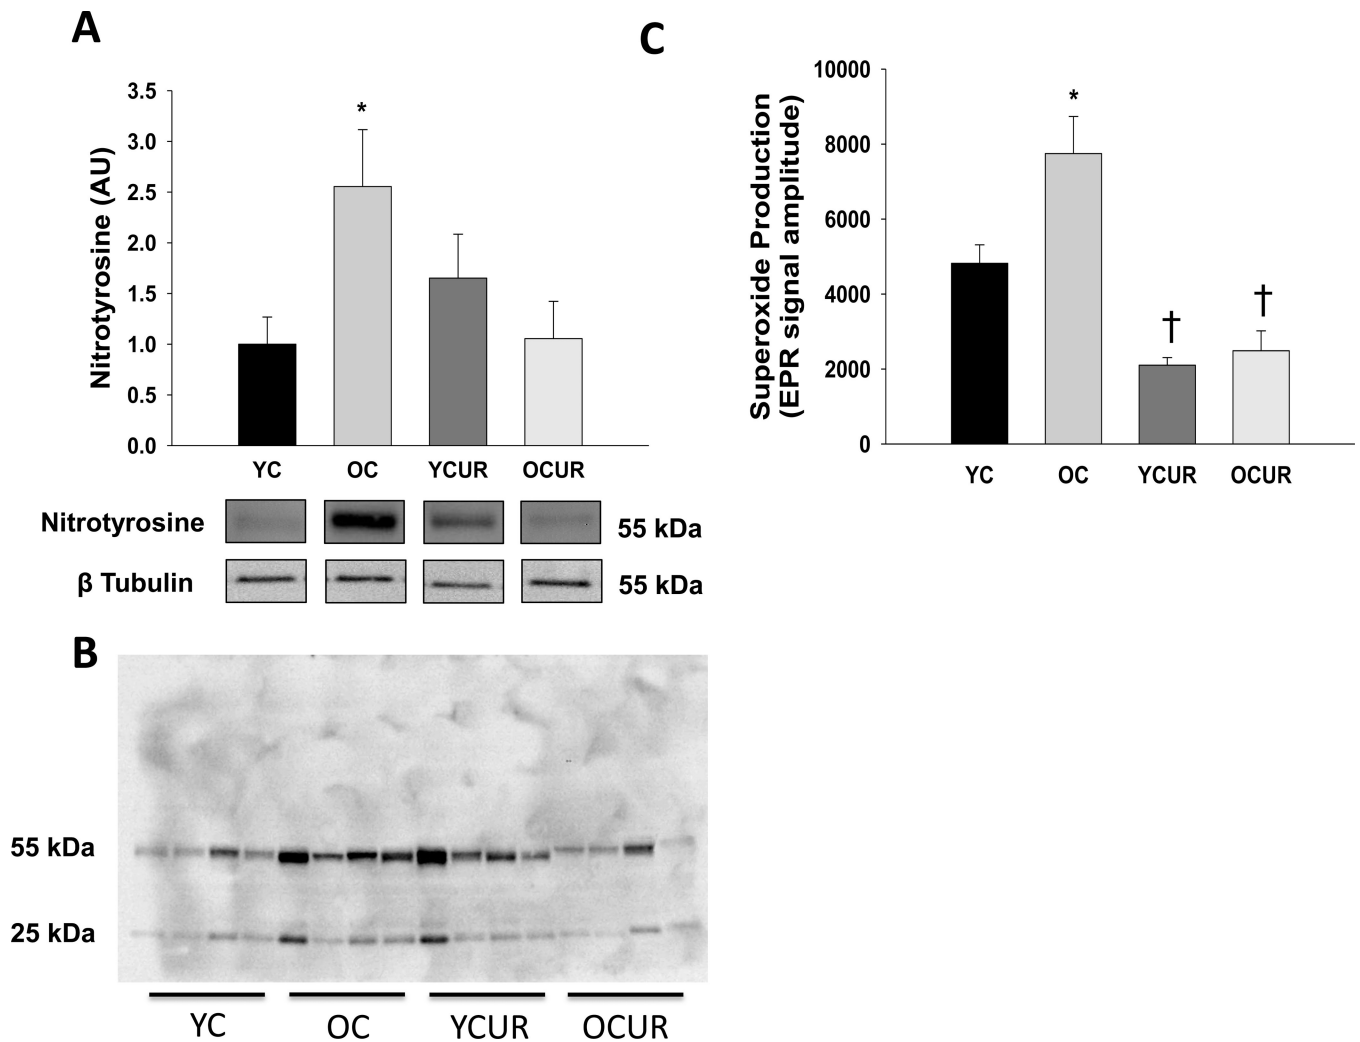 A
3.5
3.0
2.5
2.0
1.5
1.0
0.5
0.0
Nitrotyrosine (AU)
*
YC OC YCUR OCUR
Nitrotyrosine 55 kDa
β Tubulin 55 kDa
B
55 kDa
25 kDa
YC OC YCUR OCUR
C
10000
8000
6000
4000
2000
0
Superoxide Production
(EPR signal amplitude)
*
†
†
YC OC YCUR OCUR